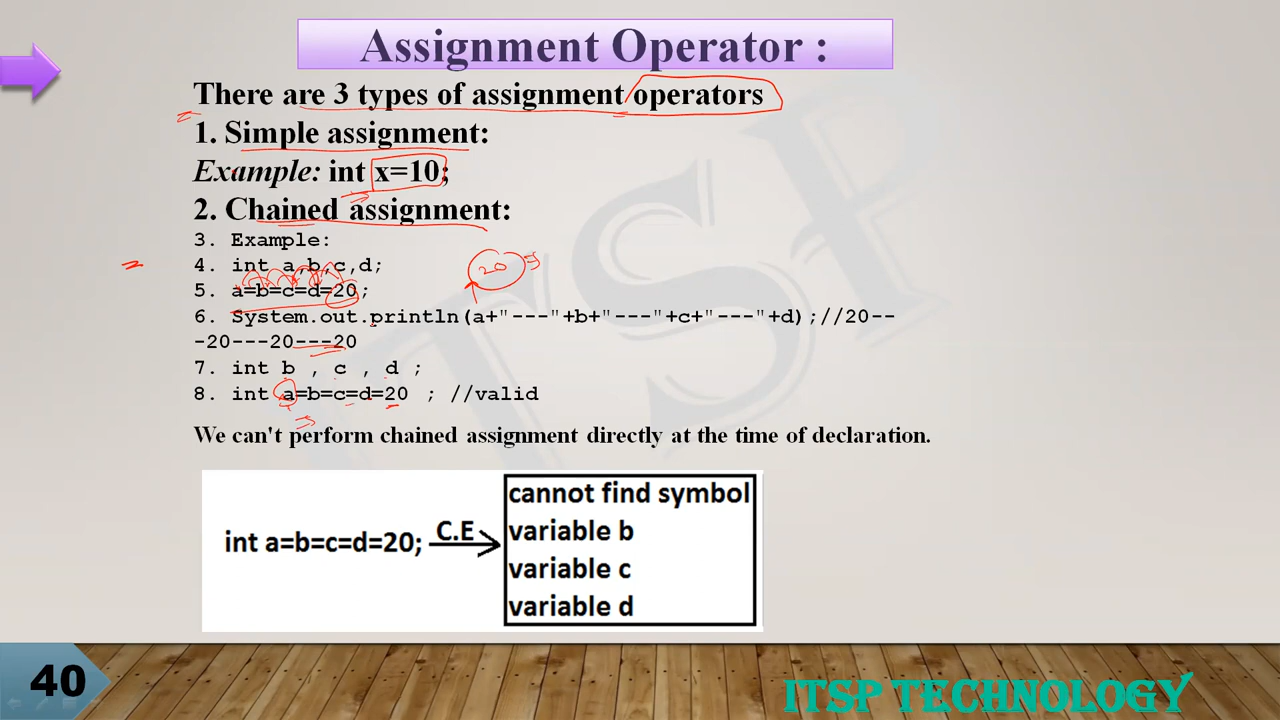 Assignment Operator :
There are 3 types of assignment operators
1. Simple assignment:
Example: int x=10;
2. Chained assignment:
3. Example:
4. int a,b,c,d;
20
5. a=b=c=d=20;
6. System.out.println(a+"---"+b+"---"+c+"---"+d);//20--
-20---20---20
7. int b , c , d ;
8. int a=b=c=d=20 ; //valid
We can't perform chained assignment directly at the time of declaration.
int a=b=c=d=20; C.E
cannot find symbol
variable b
variable c
variable d
40
ITSP TECHNOLOGY